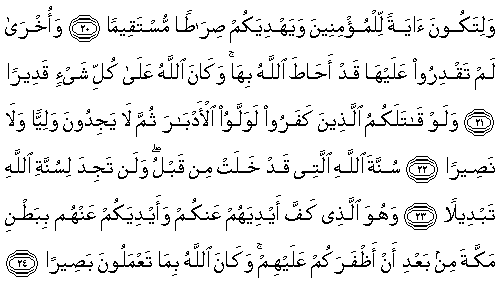 وَلِتَكُونَ ءَايَةً لِّلْمُؤْمِنِينَ وَيَهْدِيَكُمْ صِرَٰطًا مُّسْتَقِيمًا ﴿٢٠﴾ وَأُخْرَىٰ
لَمْ تَقْدِرُوا۟ عَلَيْهَا قَدْ أَحَاطَ ٱللَّهُ بِهَا ۚ وَكَانَ ٱللَّهُ عَلَىٰ كُلِّ شَىْءٍ قَدِيرًا
﴿٢١﴾ وَلَوْ قَٰتَلَكُمُ ٱلَّذِينَ كَفَرُوا۟ لَوَلَّوُا۟ ٱلْأَدْبَٰرَ ثُمَّ لَا يَجِدُونَ وَلِيًّا وَلَا
نَصِيرًا ﴿٢٢﴾ سُنَّةَ ٱللَّهِ ٱلَّتِى قَدْ خَلَتْ مِن قَبْلُ ۖ وَلَن تَجِدَ لِسُنَّةِ ٱللَّهِ
تَبْدِيلًا ﴿٢٣﴾ وَهُوَ ٱلَّذِى كَفَّ أَيْدِيَهُمْ عَنكُمْ وَأَيْدِيَكُمْ عَنْهُم بِبَطْنِ
مَكَّةَ مِنۢ بَعْدِ أَنْ أَظْفَرَكُمْ عَلَيْهِمْ ۚ وَكَانَ ٱللَّهُ بِمَا تَعْمَلُونَ بَصِيرًا ﴿٢٤﴾